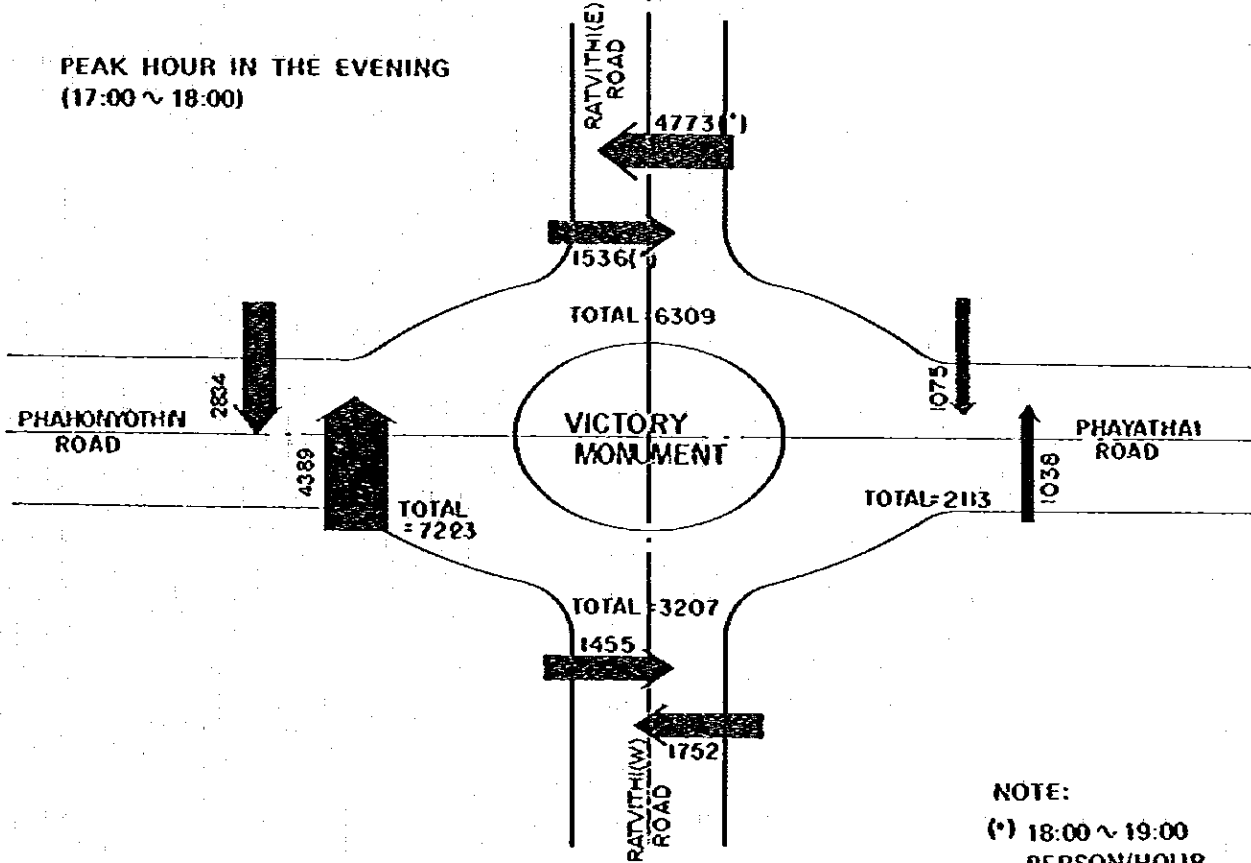 PEAK HOUR IN THE EVENING
(17:00 ~ 18:00)
RATVITHI(E)
ROAD
4773(*)
1536(*)
TOTAL=6309
2834
1075
PHAHONYOTHIN
ROAD
VICTORY
MONUMENT
PHAYATHAI
ROAD
4389
1038
TOTAL
=7223
TOTAL=2113
TOTAL=3207
1455
1752
RATVITHI(W)
ROAD
NOTE:
(*) 18:00 ~ 19:00
PERSON/HOUR